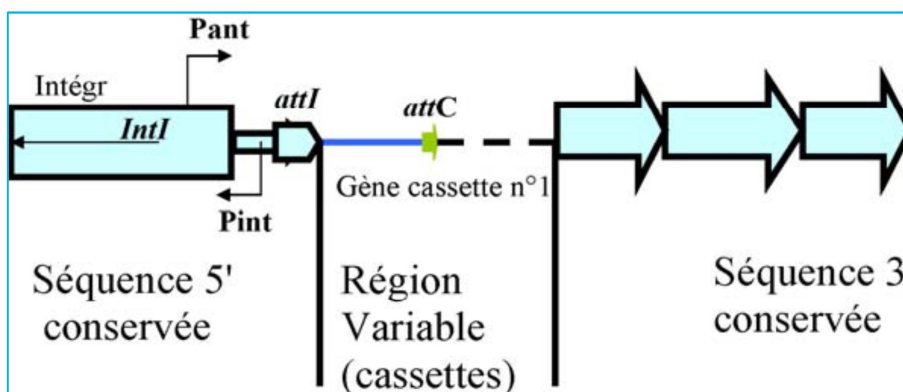 Pant
Intégr
attI
attC
IntI
Gène cassette n°1
Pint
Séquence 5'
conservée
Région
Variable
(cassettes)
Séquence 3
conservée